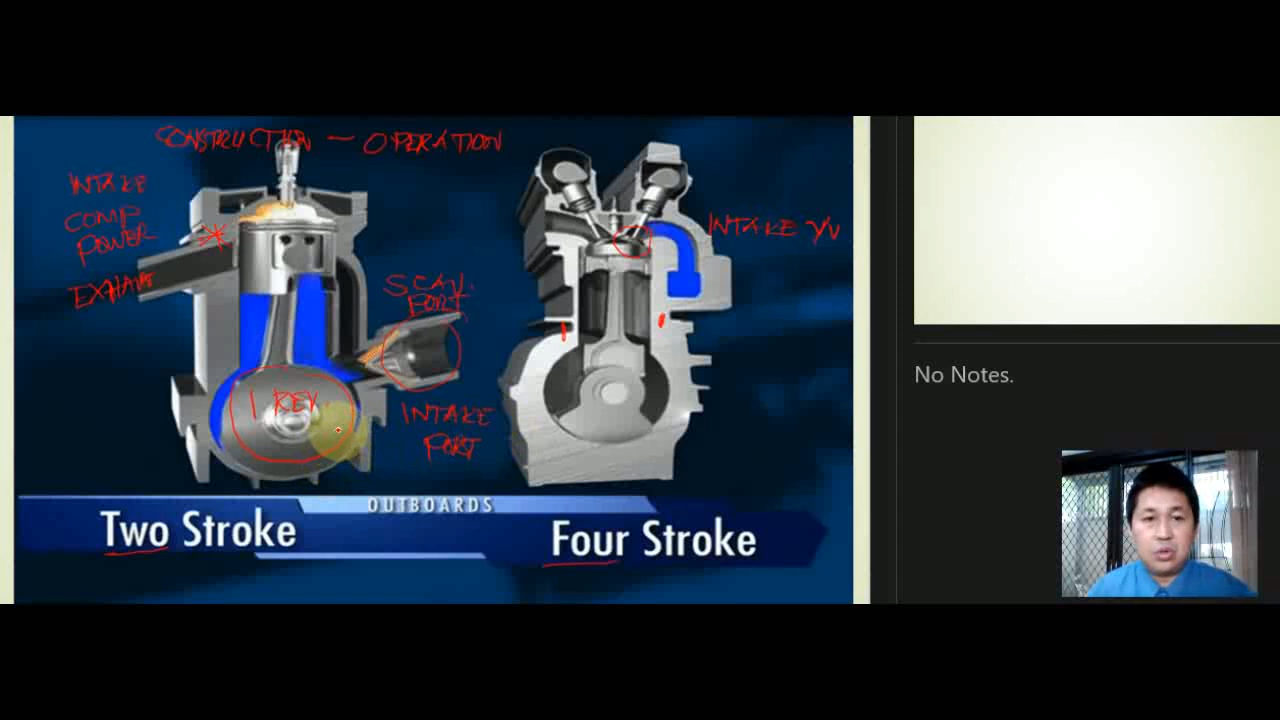 CONSTRUCTION — OPERATION
INTAKE
COMP
POWER
EXHAUST
SCAV.
PORT
INTAKE
PORT
1 REV
INTAKE V/V
OUTBOARDS
Two Stroke
Four Stroke
No Notes.